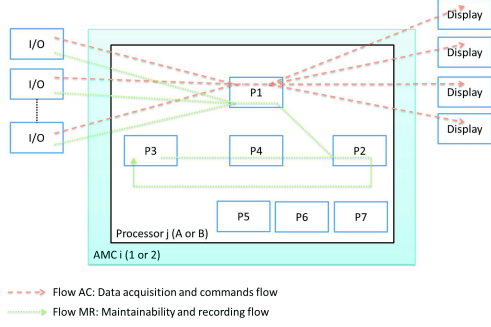 Display
I/O
Display
I/O
P1
Display
Display
I/O
P3
P4
P2
P5
P6
P7
Processor j (A or B)
AMC i (1 or 2)
Flow AC: Data acquisition and commands flow
Flow MR: Maintainability and recording flow